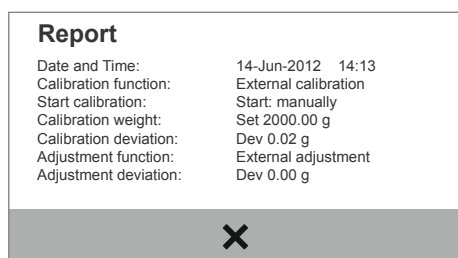 Report
Date and Time: 14-Jun-2012 14:13
Calibration function: External calibration
Start calibration: Start: manually
Calibration weight: Set 2000.00 g
Calibration deviation: Dev 0.02 g
Adjustment function: External adjustment
Adjustment deviation: Dev 0.00 g